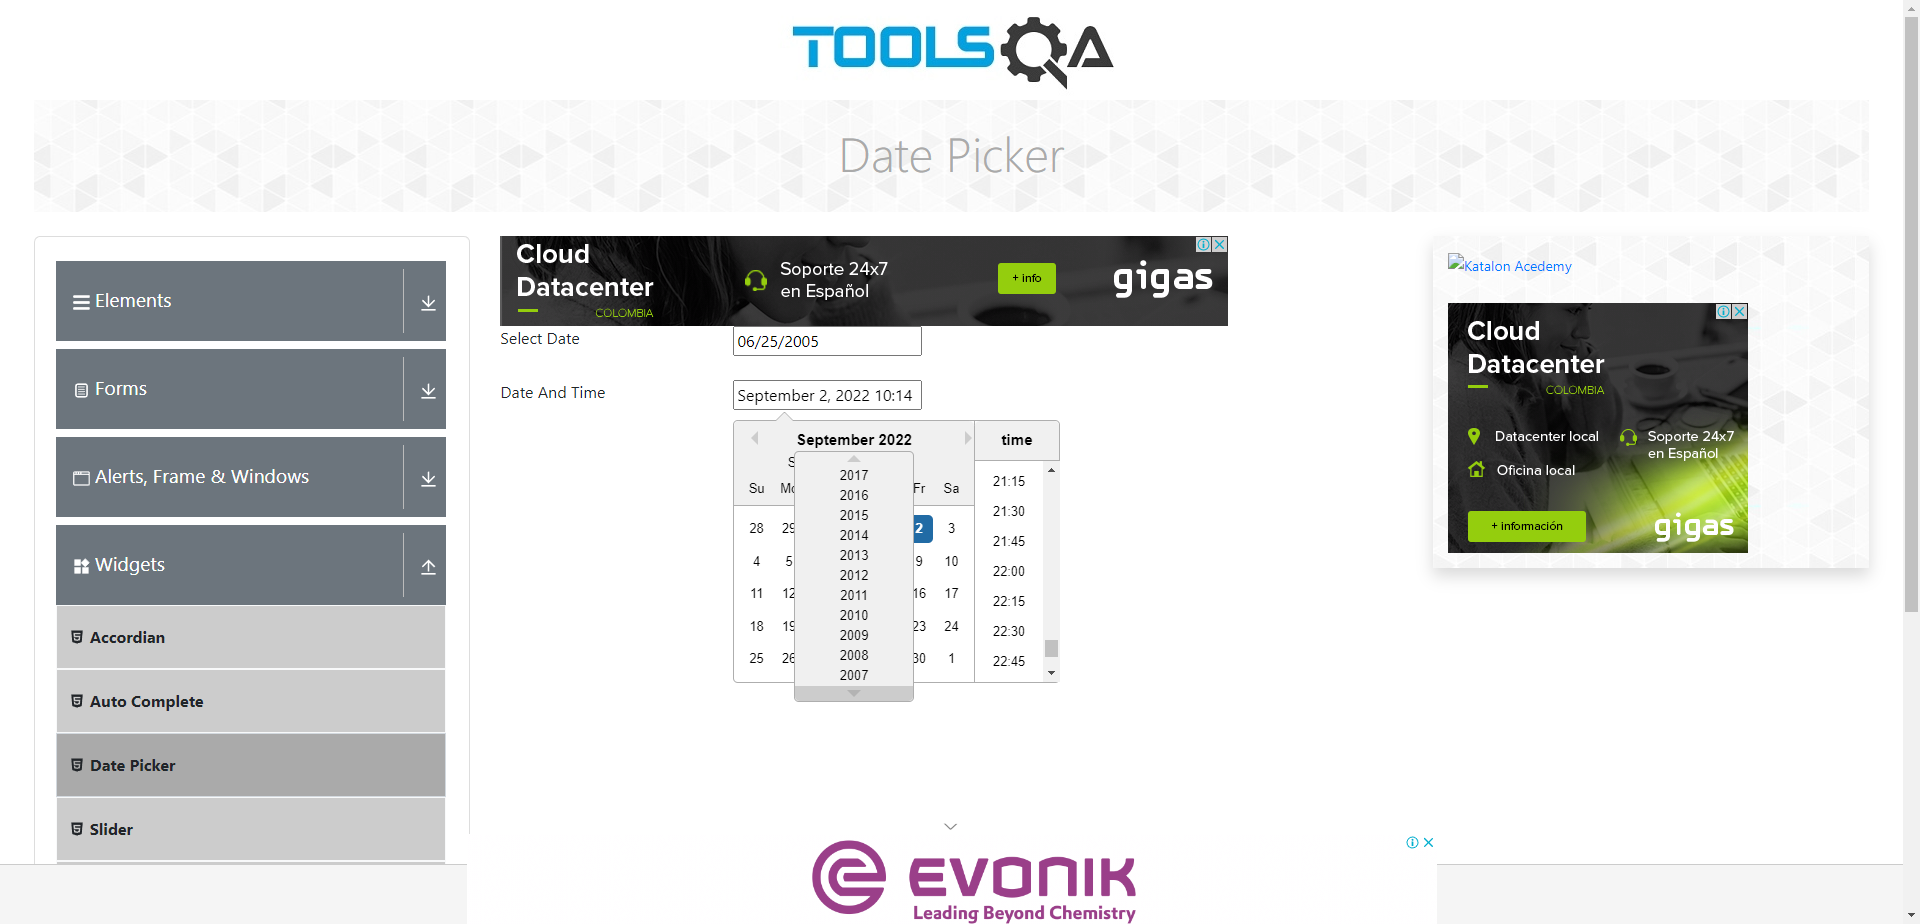 TOOLSQA
Date Picker
Elements
Forms
Alerts, Frame & Windows
Widgets
Accordian
Auto Complete
Date Picker
Slider
Cloud
Datacenter
COLOMBIA
Soporte 24x7
en Español
+ info
gigas
Select Date
06/25/2005
Date And Time
September 2, 2022 10:14
September 2022
time
S
Su Mo Fr Sa
28 29 2 3
4 5 9 10
11 12 16 17
18 19 23 24
25 26 30 1
2017
2016
2015
2014
2013
2012
2011
2010
2009
2008
2007
21:15
21:30
21:45
22:00
22:15
22:30
22:45
Katalon Acedemy
Cloud
Datacenter
COLOMBIA
Datacenter local
Oficina local
Soporte 24x7
en Español
+ información
gigas
EVONIK
Leading Beyond Chemistry